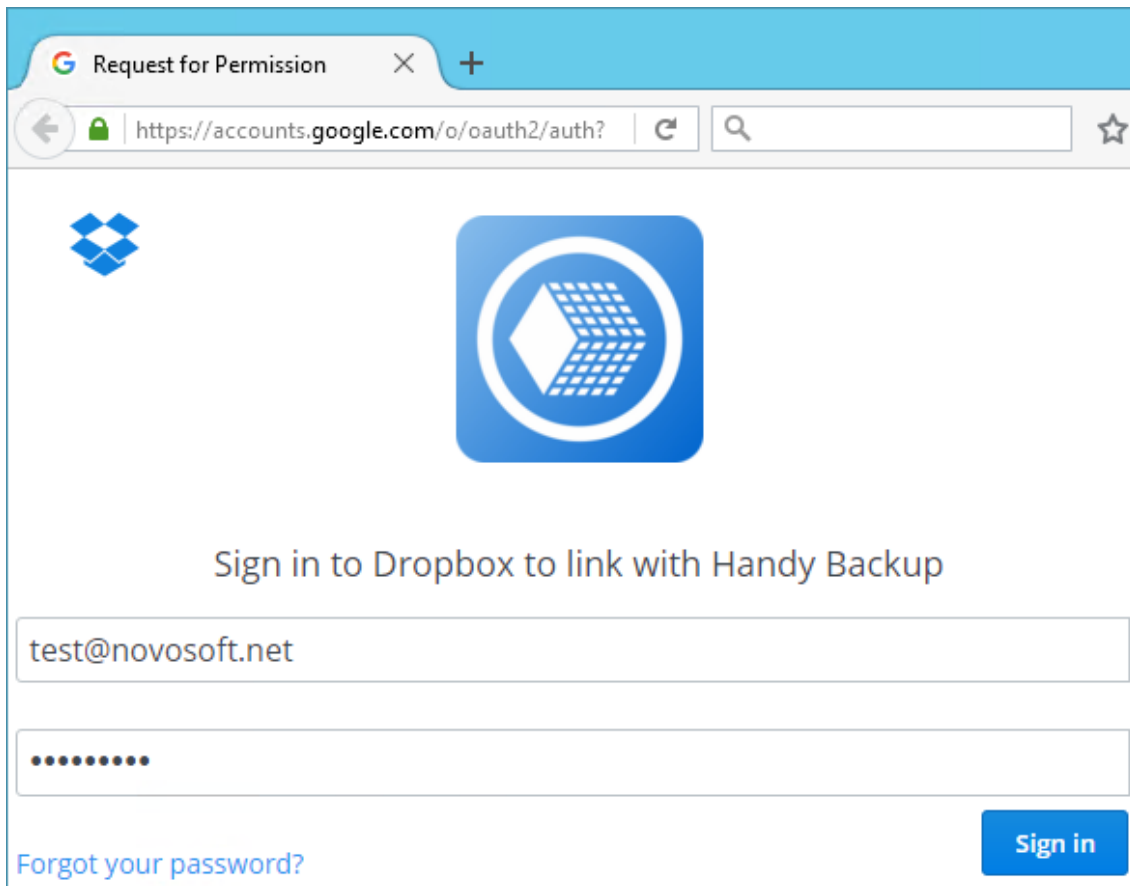 Request for Permission
https://accounts.google.com/o/oauth2/auth?
Sign in to Dropbox to link with Handy Backup
test@novosoft.net
•••••••••
Sign in
Forgot your password?